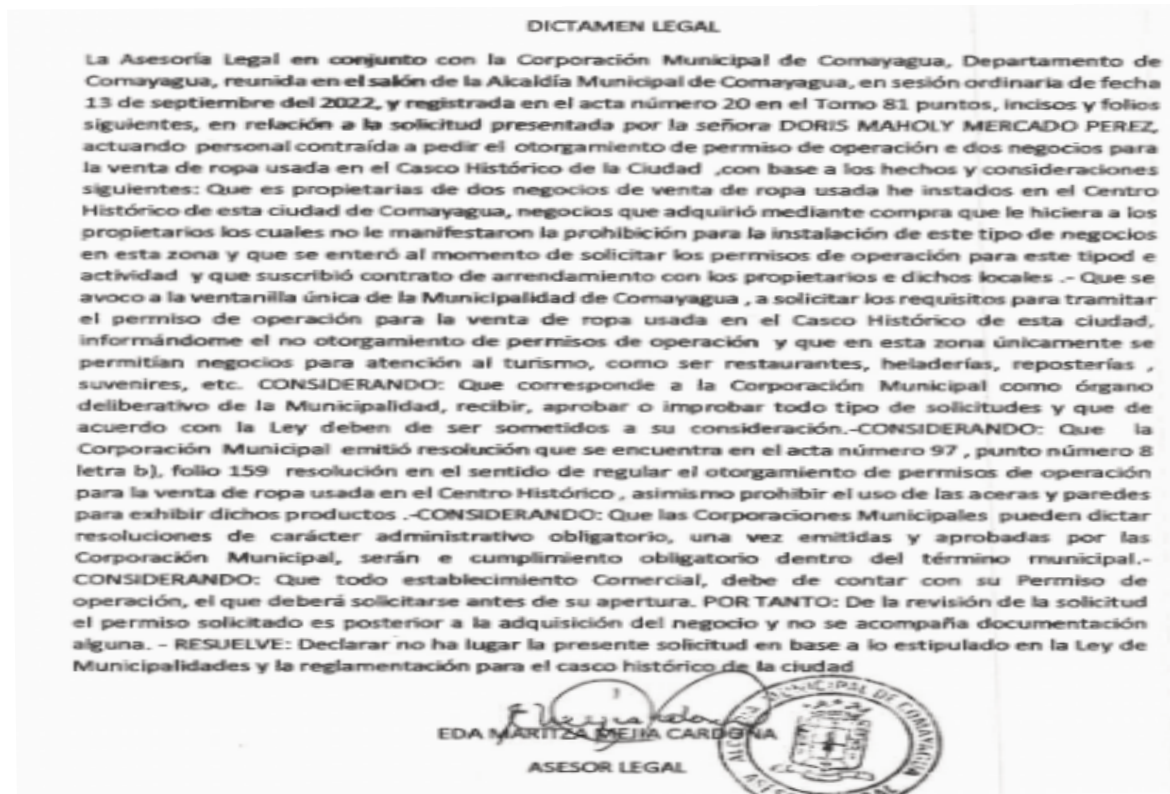 DICTAMEN LEGAL
La Asesoría Legal en conjunto con la Corporación Municipal de Comayagua, Departamento de
Comayagua, reunida en el salón de la Alcaldía Municipal de Comayagua, en sesión ordinaria de fecha
13 de septiembre del 2022, y registrada en el acta número 20 en el Tomo 81 puntos, incisos y folios
siguientes, en relación a la solicitud presentada por la señora DORIS MAHOLY MERCADO PEREZ,
actuando personal contraída a pedir el otorgamiento de permiso de operación e dos negocios para
la venta de ropa usada en el Casco Histórico de la Ciudad ,con base a los hechos y consideraciones
siguientes: Que es propietarias de dos negocios de venta de ropa usada he instados en el Centro
Histórico de esta ciudad de Comayagua, negocios que adquirió mediante compra que le hiciera a los
propietarios los cuales no le manifestaron la prohibición para la instalación de este tipo de negocios
en esta zona y que se enteró al momento de solicitar los permisos de operación para este tipod e
actividad y que suscribió contrato de arrendamiento con los propietarios e dichos locales .- Que se
avoco a la ventanilla única de la Municipalidad de Comayagua , a solicitar los requisitos para tramitar
el permiso de operación para la venta de ropa usada en el Casco Histórico de esta ciudad,
informándome el no otorgamiento de permisos de operación y que en esta zona únicamente se
permitían negocios para atención al turismo, como ser restaurantes, heladerías, reposterías ,
suvenires, etc. CONSIDERANDO: Que corresponde a la Corporación Municipal como órgano
deliberativo de la Municipalidad, recibir, aprobar o improbar todo tipo de solicitudes y que de
acuerdo con la Ley deben de ser sometidos a su consideración.-CONSIDERANDO: Que la
Corporación Municipal emitió resolución que se encuentra en el acta número 97 , punto número 8
letra b), folio 159 resolución en el sentido de regular el otorgamiento de permisos de operación
para la venta de ropa usada en el Centro Histórico , asimismo prohibir el uso de las aceras y paredes
para exhibir dichos productos .-CONSIDERANDO: Que las Corporaciones Municipales pueden dictar
resoluciones de carácter administrativo obligatorio, una vez emitidas y aprobadas por las
Corporación Municipal, serán e cumplimiento obligatorio dentro del término municipal.-
CONSIDERANDO: Que todo establecimiento Comercial, debe de contar con su Permiso de
operación, el que deberá solicitarse antes de su apertura. POR TANTO: De la revisión de la solicitud
el permiso solicitado es posterior a la adquisición del negocio y no se acompaña documentación
alguna. - RESUELVE: Declarar no ha lugar la presente solicitud en base a lo estipulado en la Ley de
Municipalidades y la reglamentación para el casco histórico de la ciudad
EDA MARITZA MEJIA CARDONA
ASESOR LEGAL
MUNICIPAL DE COMAYAGUA